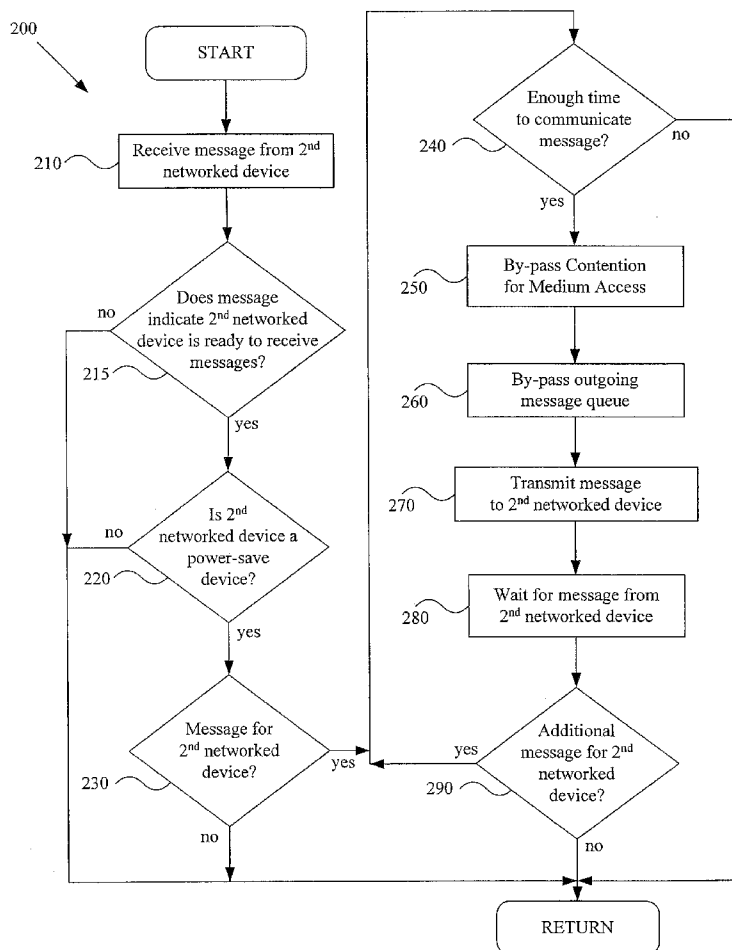 200
START
210
Receive message from 2nd
networked device
no
Does message
indicate 2nd networked
device is ready to receive
messages?
215
yes
no
Is 2nd
networked device a
power-save
device?
220
yes
Message for
2nd networked
device?
230
yes
no
Enough time
to communicate
message?
240
no
yes
250
By-pass Contention
for Medium Access
260
By-pass outgoing
message queue
270
Transmit message
to 2nd networked device
280
Wait for message from
2nd networked device
yes
Additional
message for 2nd
networked
device?
290
no
RETURN